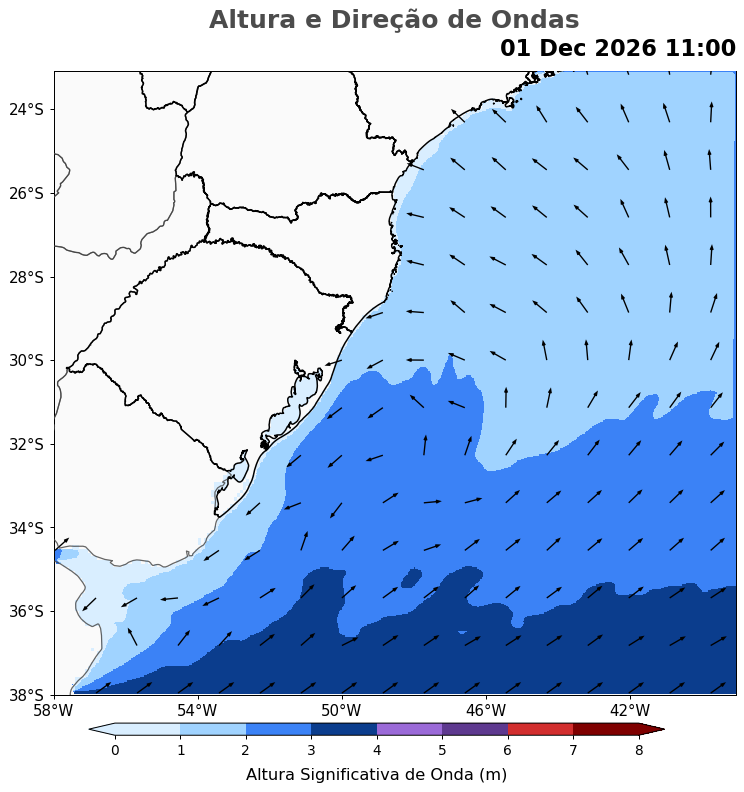 Altura e Direção de Ondas
01 Dec 2026 11:00
24°S
26°S
28°S
30°S
32°S
34°S
36°S
38°S
58°W 54°W 50°W 46°W 42°W
0 1 2 3 4 5 6 7 8
Altura Significativa de Onda (m)